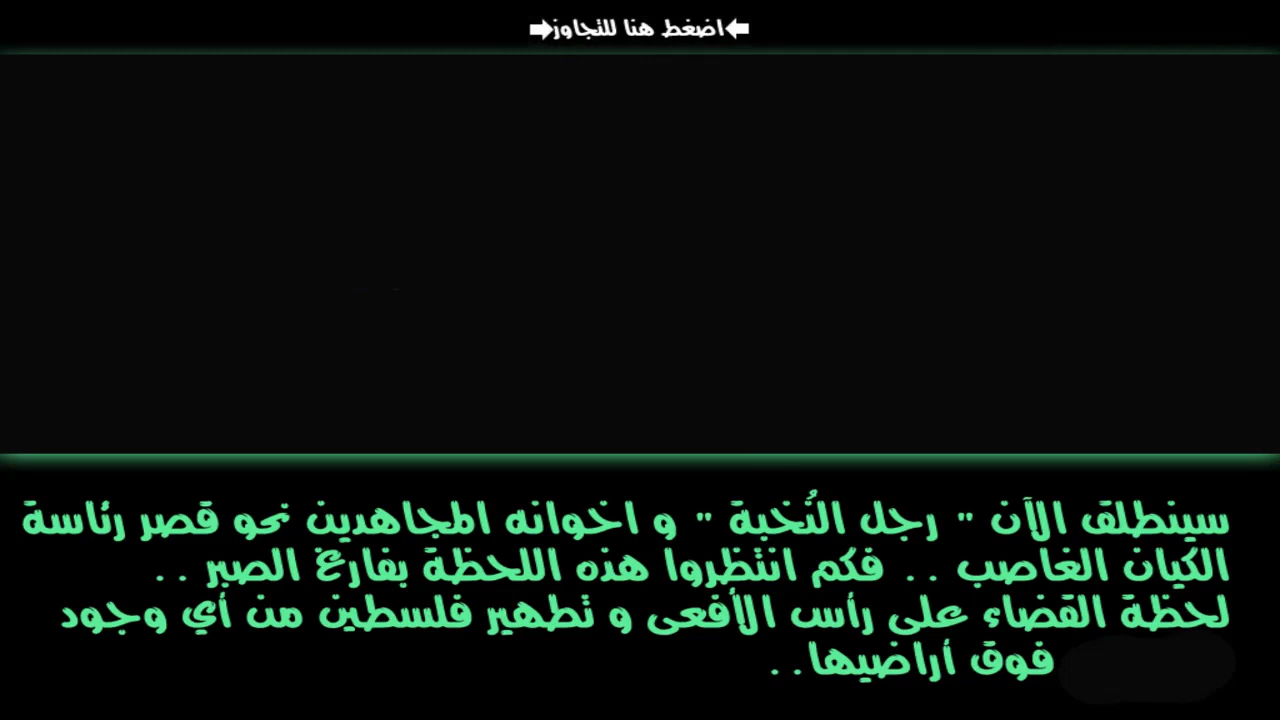 ⬅اضغط هنا للتجاوز➡
سينطلق الآن " رجل النُخبة " و اخوانه المجاهدين نحو قصر رئاسة
الكيان الغاصب . . فكم انتظروا هذه اللحظة بفارغ الصبر . .
لحظة القضاء على رأس الأفعى و تطهير فلسطين من أي وجود
فوق أراضيها . .